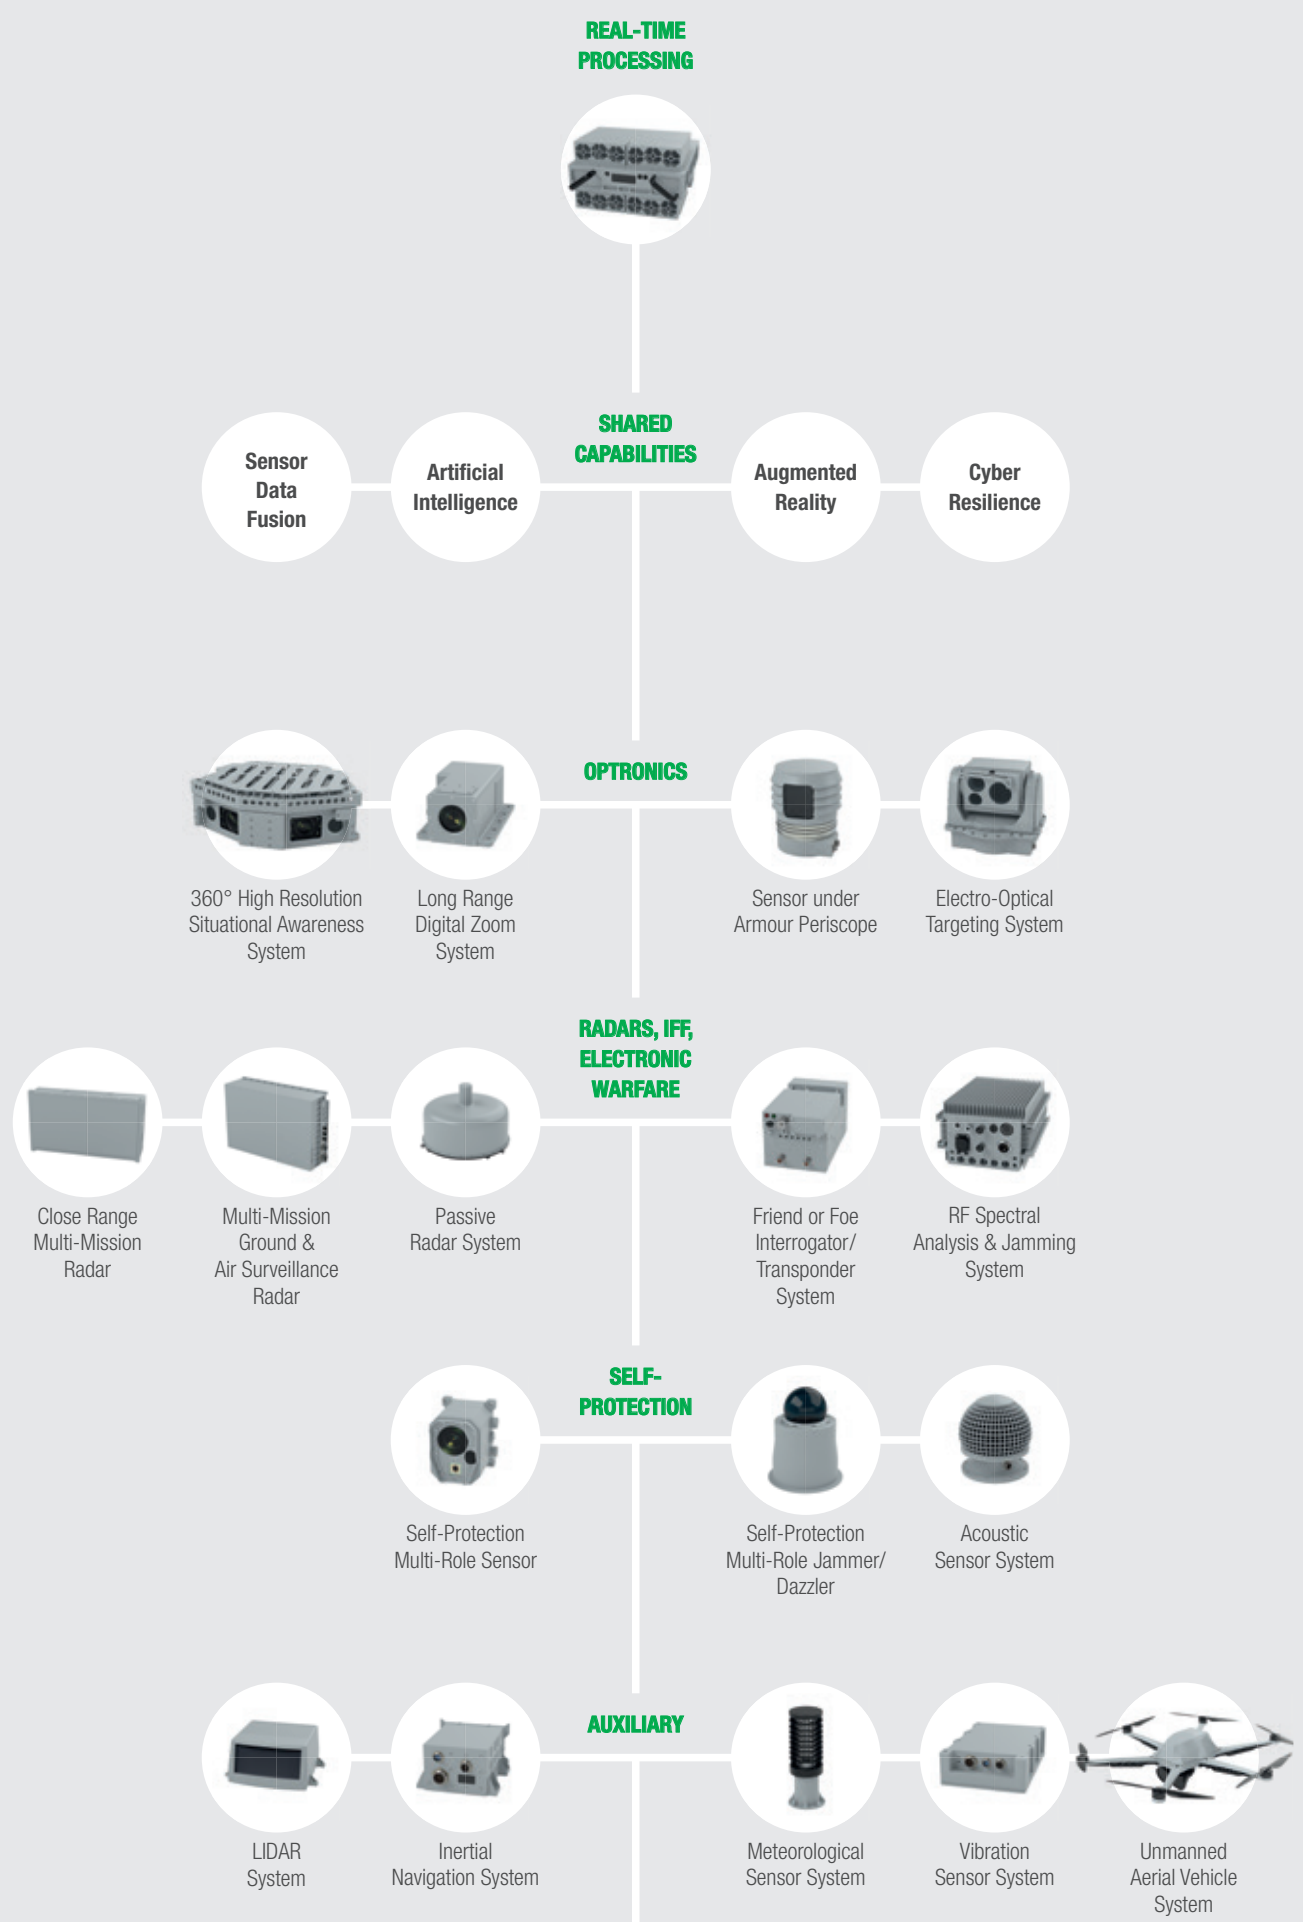 REAL-TIME
PROCESSING
SHARED
CAPABILITIES
Sensor
Data
Fusion
Artificial
Intelligence
Augmented
Reality
Cyber
Resilience
OPTRONICS
360° High Resolution
Situational Awareness
System
Long Range
Digital Zoom
System
Sensor under
Armour Periscope
Electro-Optical
Targeting System
RADARS, IFF,
ELECTRONIC
WARFARE
Close Range
Multi-Mission
Radar
Multi-Mission
Ground &
Air Surveillance
Radar
Passive
Radar System
Friend or Foe
Interrogator/
Transponder
System
RF Spectral
Analysis & Jamming
System
SELF-
PROTECTION
Self-Protection
Multi-Role Sensor
Self-Protection
Multi-Role Jammer/
Dazzler
Acoustic
Sensor System
AUXILIARY
LIDAR
System
Inertial
Navigation System
Meteorological
Sensor System
Vibration
Sensor System
Unmanned
Aerial Vehicle
System